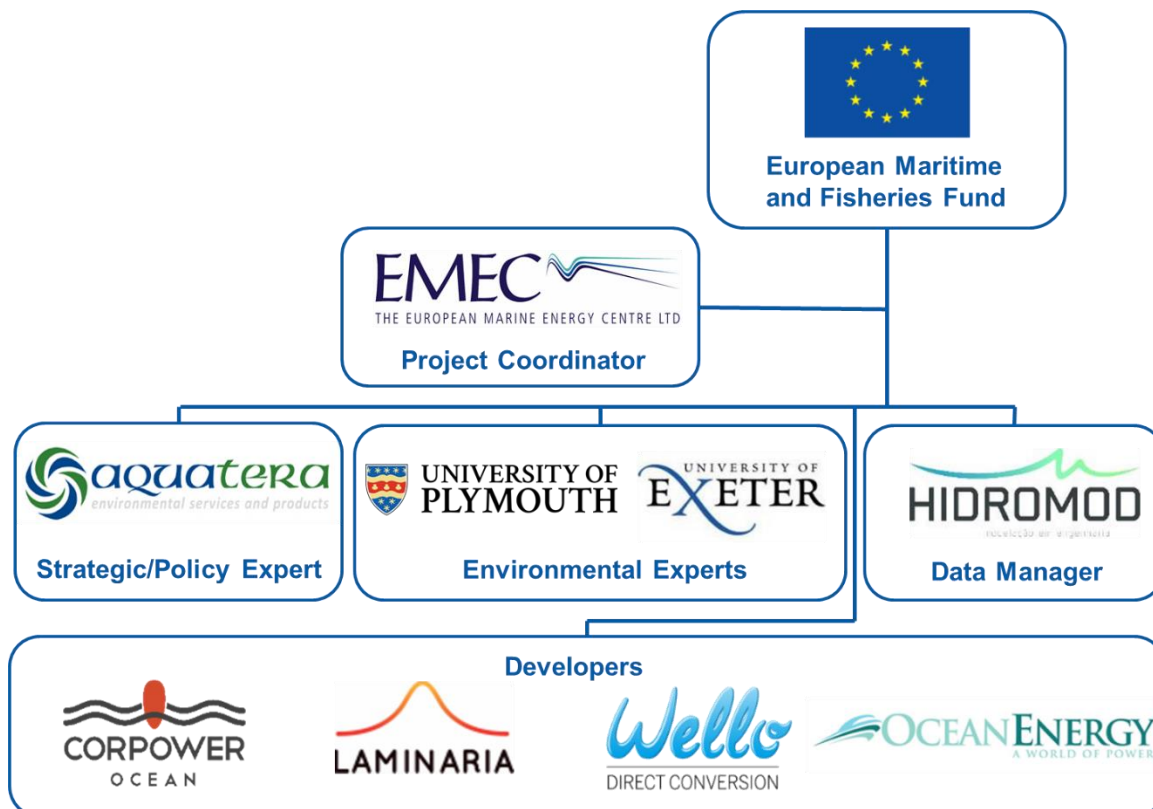 European Maritime
and Fisheries Fund
EMEC
THE EUROPEAN MARINE ENERGY CENTRE LTD
Project Coordinator
aquatera
environmental services and products
Strategic/Policy Expert
UNIVERSITY OF
PLYMOUTH
UNIVERSITY OF
EXETER
Environmental Experts
HIDROMOD
Data Manager
Developers
CORPOWER
OCEAN
LAMINARIA
Wello
DIRECT CONVERSION
OCEANENERGY
A WORLD OF POWER